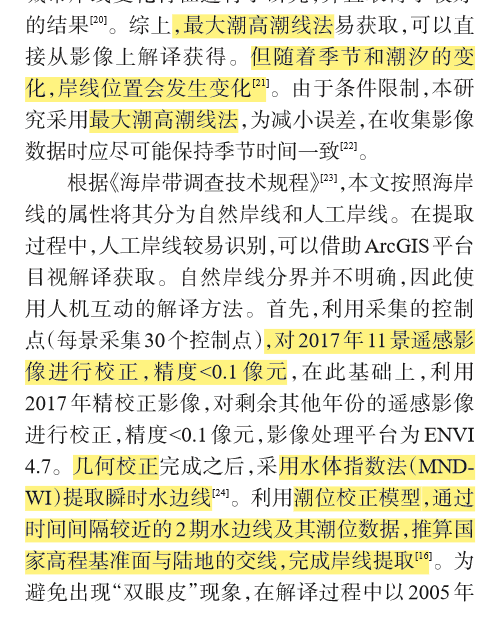 的结果[20]。综上,最大潮高潮线法易获取,可以直
接从影像上解译获得。但随着季节和潮汐的变
化,岸线位置会发生变化[21]。由于条件限制,本研
究采用最大潮高潮线法,为减小误差,在收集影像
数据时应尽可能保持季节时间一致[22]。
根据《海岸带调查技术规程》[23],本文按照海岸
线的属性将其分为自然岸线和人工岸线。在提取
过程中,人工岸线较易识别,可以借助ArcGIS平台
目视解译获取。自然岸线分界并不明确,因此使
用人机互动的解译方法。首先,利用采集的控制
点(每景采集30个控制点),对2017年11景遥感影
像进行校正,精度<0.1像元,在此基础上,利用
2017年精校正影像,对剩余其他年份的遥感影像
进行校正,精度<0.1像元,影像处理平台为ENVI
4.7。几何校正完成之后,采用水体指数法(MND-
WI)提取瞬时水边线[24]。利用潮位校正模型,通过
时间间隔较近的2期水边线及其潮位数据,推算国
家高程基准面与陆地的交线,完成岸线提取[16]。为
避免出现“双眼皮”现象,在解译过程中以2005年